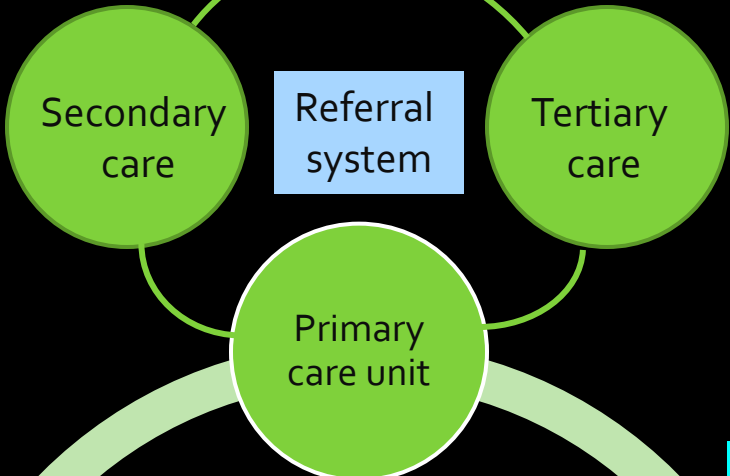 Secondary
care
Referral
system
Tertiary
care
Primary
care unit